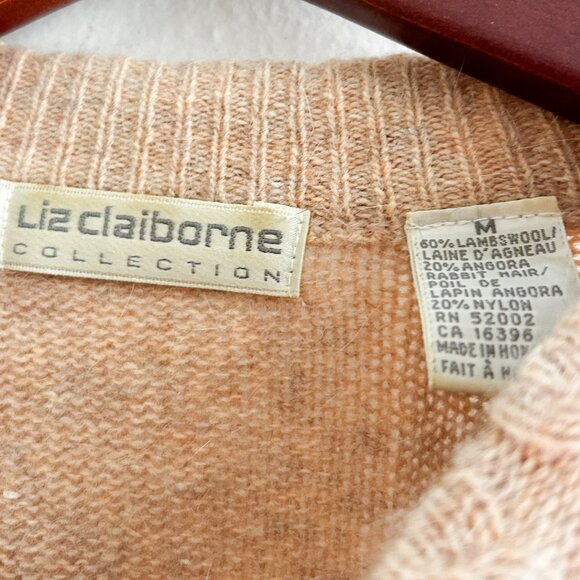 Liz claiborne
COLLECTION
M
60% LAMBSWOOL/
LAINE D'AGNEAU
20% ANGORA
RABBIT HAIR/
POIL DE
LAPIN ANGORA
20% NYLON
RN 52002
CA 16396
MADE IN HON
FAIT À H